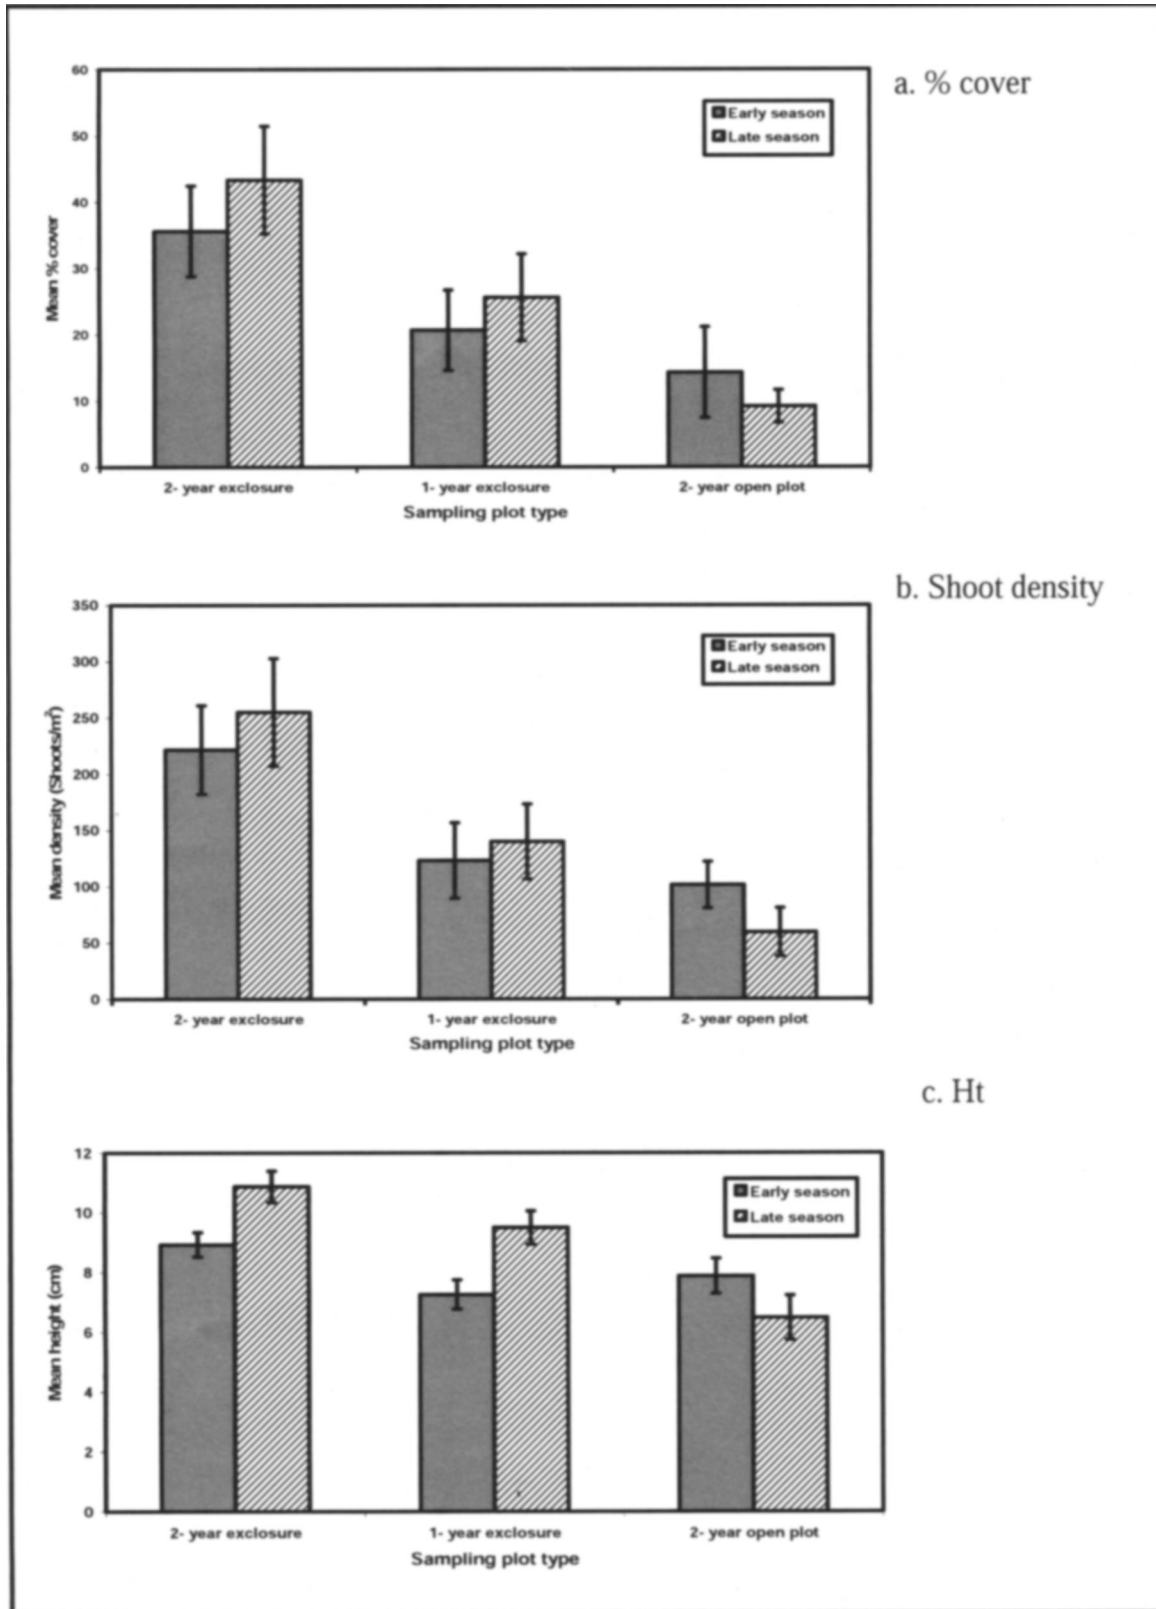 a. % cover
60
50
40
30
20
10
0
Mean % cover
Early season
Late season
2- year exclosure 1- year exclosure 2- year open plot
Sampling plot type
b. Shoot density
350
300
250
200
150
100
50
0
Mean density (Shoots/m²)
Early season
Late season
2- year exclosure 1- year exclosure 2- year open plot
Sampling plot type
c. Ht
12
10
8
6
4
2
0
Mean height (cm)
Early season
Late season
2- year exclosure 1- year exclosure 2- year open plot
Sampling plot type